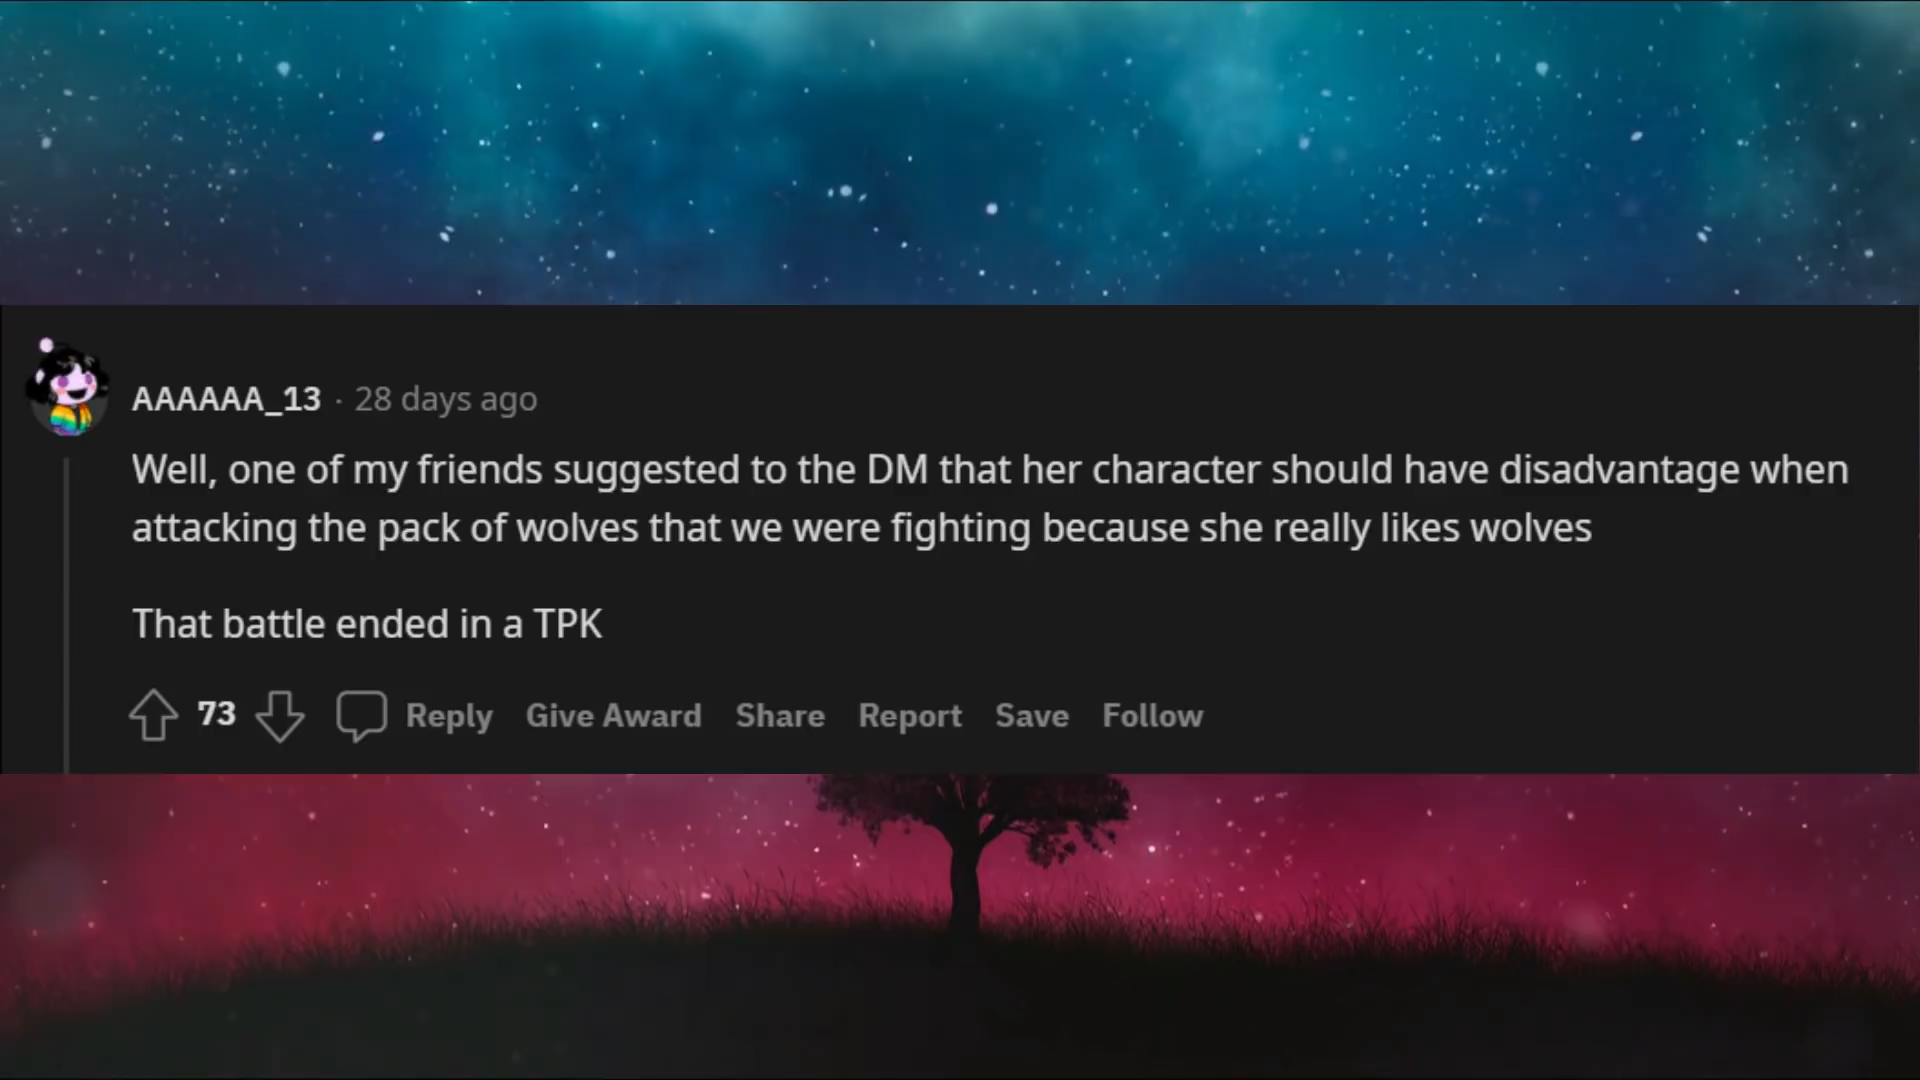 AAAAAA_13 · 28 days ago
Well, one of my friends suggested to the DM that her character should have disadvantage when
attacking the pack of wolves that we were fighting because she really likes wolves
That battle ended in a TPK
73 Reply Give Award Share Report Save Follow